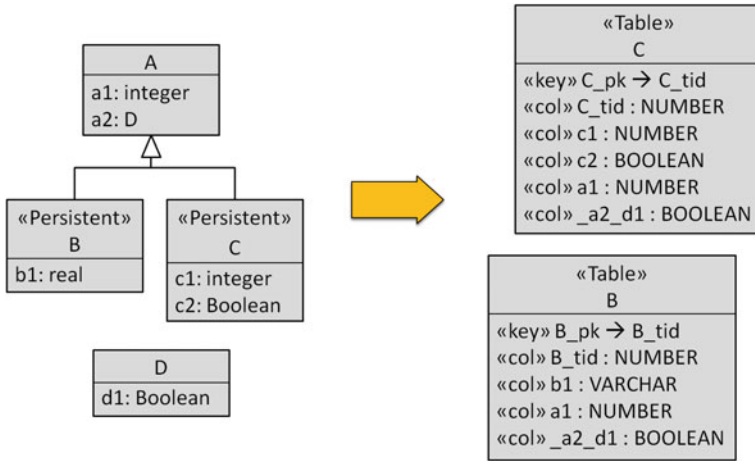 A
a1: integer
a2: D
«Persistent»
B
b1: real
«Persistent»
C
c1: integer
c2: Boolean
D
d1: Boolean
«Table»
C
«key» C_pk → C_tid
«col» C_tid : NUMBER
«col» c1 : NUMBER
«col» c2 : BOOLEAN
«col» a1 : NUMBER
«col» _a2_d1 : BOOLEAN
«Table»
B
«key» B_pk → B_tid
«col» B_tid : NUMBER
«col» b1 : VARCHAR
«col» a1 : NUMBER
«col» _a2_d1 : BOOLEAN